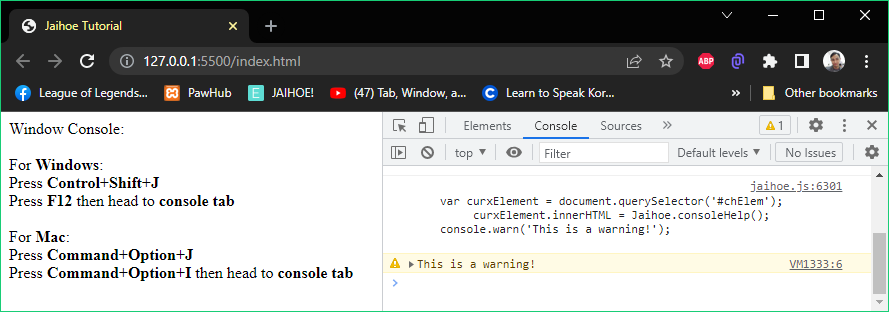 Jaihoe Tutorial
127.0.0.1:5500/index.html
ABP
League of Legends...
PawHub
JAIHOE!
(47) Tab, Window, a...
Learn to Speak Kor...
»
Other bookmarks
Window Console:
For Windows:
Press Control+Shift+J
Press F12 then head to console tab
For Mac:
Press Command+Option+J
Press Command+Option+I then head to console tab
Elements Console Sources » 1
top Filter Default levels No Issues
jaihoe.js:6301
var curxElement = document.querySelector('#chElem');
curxElement.innerHTML = Jaihoe.consoleHelp();
console.warn('This is a warning!');
This is a warning! VM1333:6